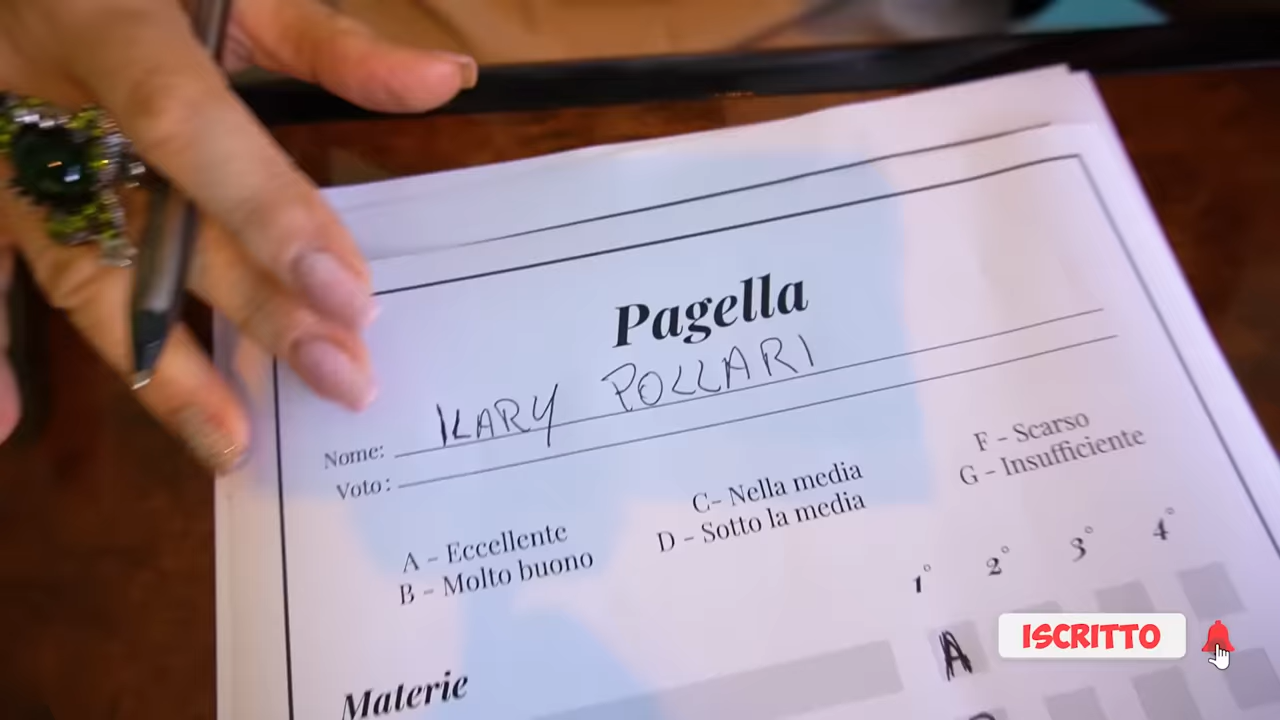 Pagella
Nome: ILARY POLLARI
Voto:
A - Eccellente
B - Molto buono
C- Nella media
D - Sotto la media
F - Scarso
G - Insufficiente
1° 2° 3° 4°
Materie
A
ISCRITTO